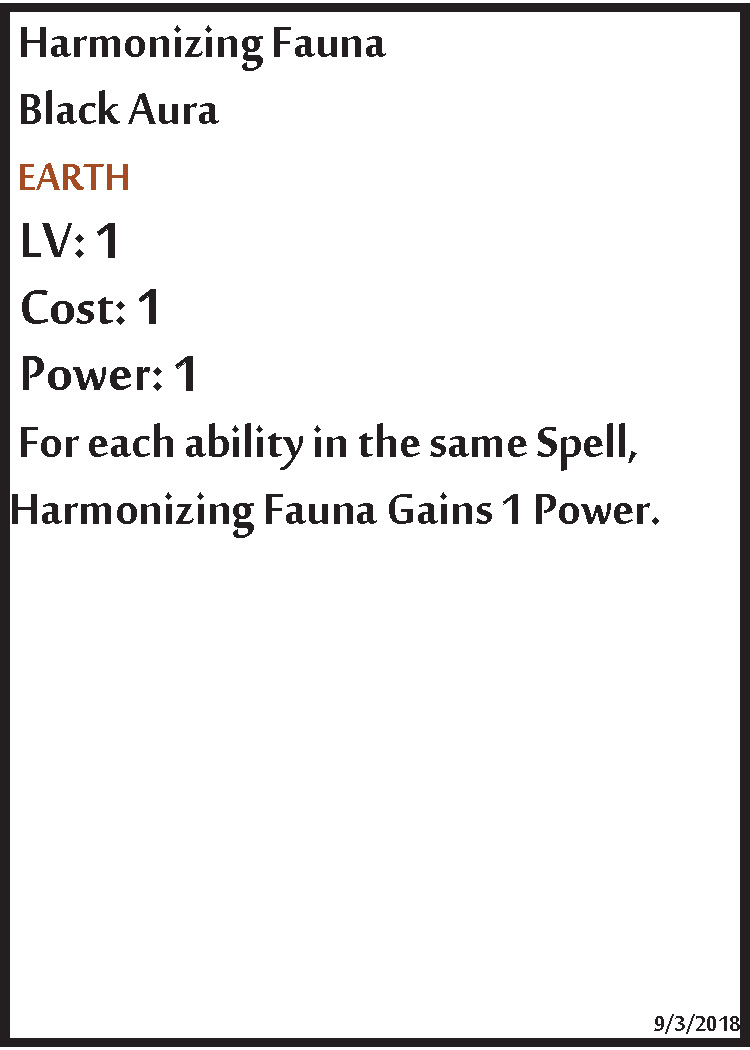 Harmonizing Fauna
Black Aura
EARTH
LV: 1
Cost: 1
Power: 1
For each ability in the same Spell,
Harmonizing Fauna Gains 1 Power.
9/3/2018